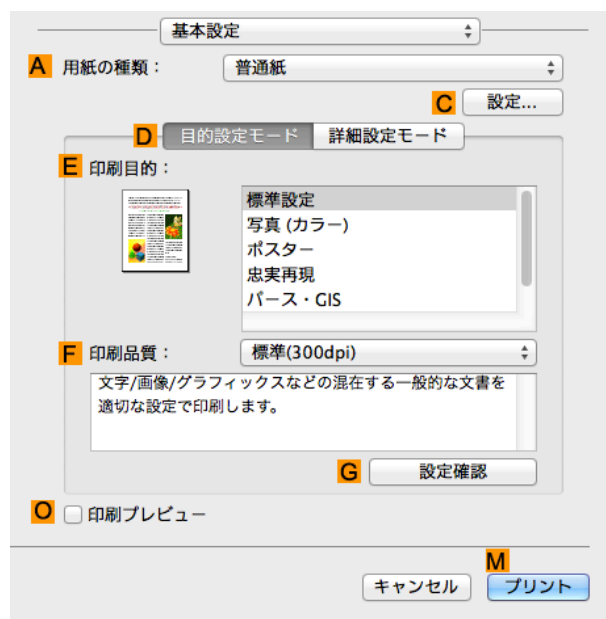 基本設定
A 用紙の種類： 普通紙
C 設定...
D 目的設定モード 詳細設定モード
E 印刷目的：
標準設定
写真 (カラー)
ポスター
忠実再現
パース・GIS
F 印刷品質： 標準(300dpi)
文字/画像/グラフィックスなどの混在する一般的な文書を
適切な設定で印刷します。
G 設定確認
O 印刷プレビュー
M
キャンセル プリント